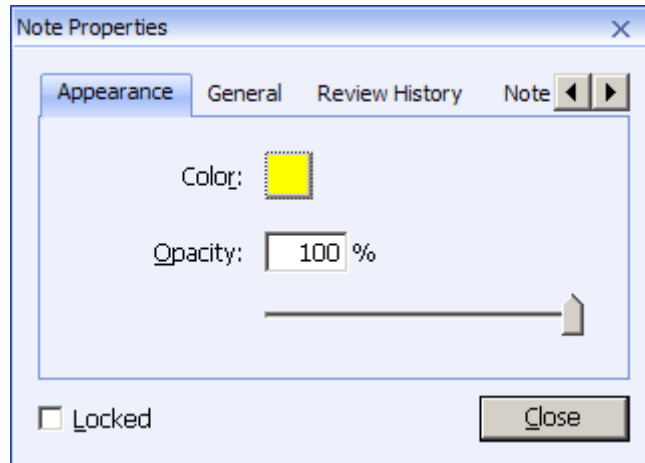 Note Properties
Appearance General Review History Note
Color:
Opacity: 100 %
Locked Close